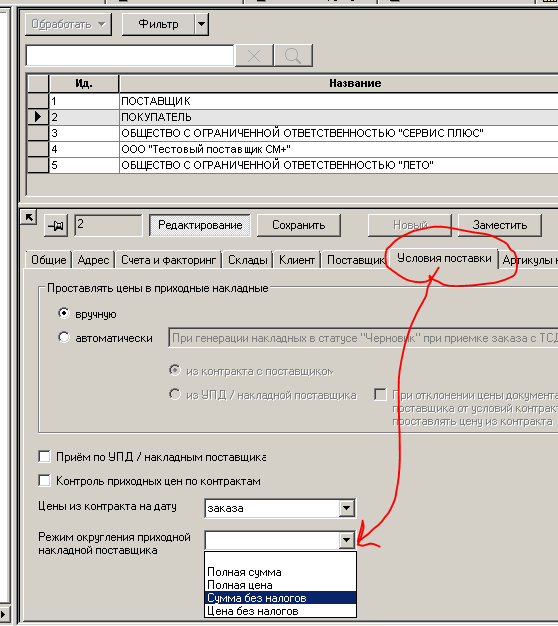 Обработать
Фильтр
Ид. Название
1 ПОСТАВЩИК
2 ПОКУПАТЕЛЬ
3 ОБЩЕСТВО С ОГРАНИЧЕННОЙ ОТВЕТСТВЕННОСТЬЮ "СЕРВИС ПЛЮС"
4 ООО "Тестовый поставщик СМ+"
5 ОБЩЕСТВО С ОГРАНИЧЕННОЙ ОТВЕТСТВЕННОСТЬЮ "ЛЕТО"
2 Редактирование Сохранить Новый Заместить
Общие Адрес Счета и факторинг Склады Клиент Поставщик Условия поставки Артикулы
Проставлять цены в приходные накладные
вручную
автоматически При генерации накладных в статусе "Черновик" при приемке заказа с ТСД
из контракта с поставщиком
из УПД / накладной поставщика При отклонении цены документа
поставщика от условий контракт
проставлять цену из контракта
Приём по УПД / накладным поставщика
Контроль приходных цен по контрактам
Цены из контракта на дату заказа
Режим округления приходной
накладной поставщика
Полная сумма
Полная цена
Сумма без налогов
Цена без налогов